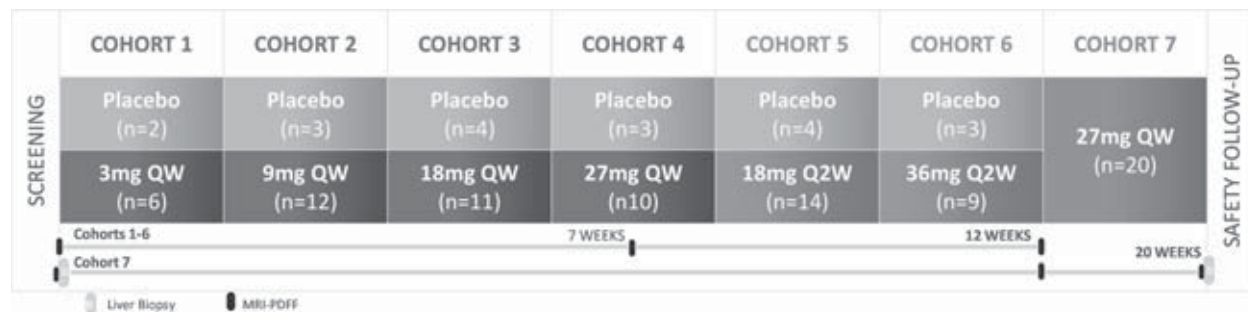 SCREENING
COHORT 1
COHORT 2
COHORT 3
COHORT 4
COHORT 5
COHORT 6
COHORT 7
SAFETY FOLLOW-UP
Placebo
(n=2)
Placebo
(n=3)
Placebo
(n=4)
Placebo
(n=3)
Placebo
(n=4)
Placebo
(n=3)
3mg QW
(n=6)
9mg QW
(n=12)
18mg QW
(n=11)
27mg QW
(n10)
18mg Q2W
(n=14)
36mg Q2W
(n=9)
27mg QW
(n=20)
Cohorts 1-6
7 WEEKS
12 WEEKS
Cohort 7
20 WEEKS
Liver Biopsy
MRI-PDFF